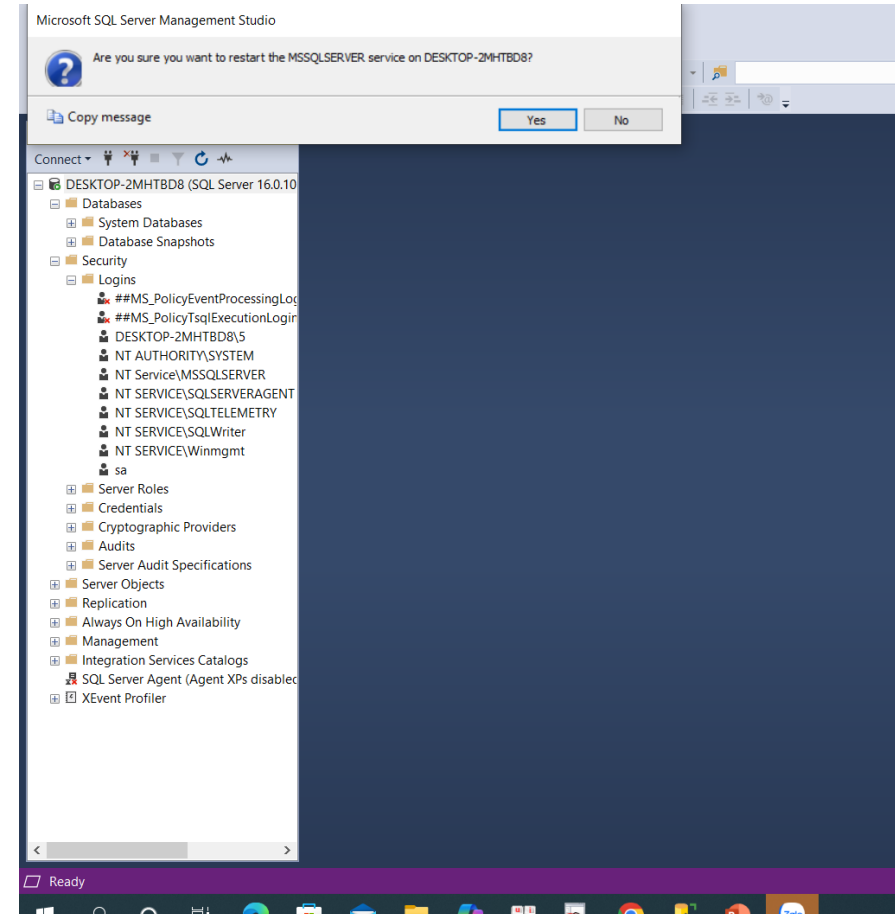 Microsoft SQL Server Management Studio
Are you sure you want to restart the MSSQLSERVER service on DESKTOP-2MHTBD8?
Copy message
Yes
No
Connect
DESKTOP-2MHTBD8 (SQL Server 16.0.10
Databases
System Databases
Database Snapshots
Security
Logins
##MS_PolicyEventProcessingLog
##MS_PolicyTsqlExecutionLogin
DESKTOP-2MHTBD8\5
NT AUTHORITY\SYSTEM
NT Service\MSSQLSERVER
NT SERVICE\SQLSERVERAGENT
NT SERVICE\SQLTELEMETRY
NT SERVICE\SQLWriter
NT SERVICE\Winmgmt
sa
Server Roles
Credentials
Cryptographic Providers
Audits
Server Audit Specifications
Server Objects
Replication
Always On High Availability
Management
Integration Services Catalogs
SQL Server Agent (Agent XPs disabled
XEvent Profiler
Ready
Zalo